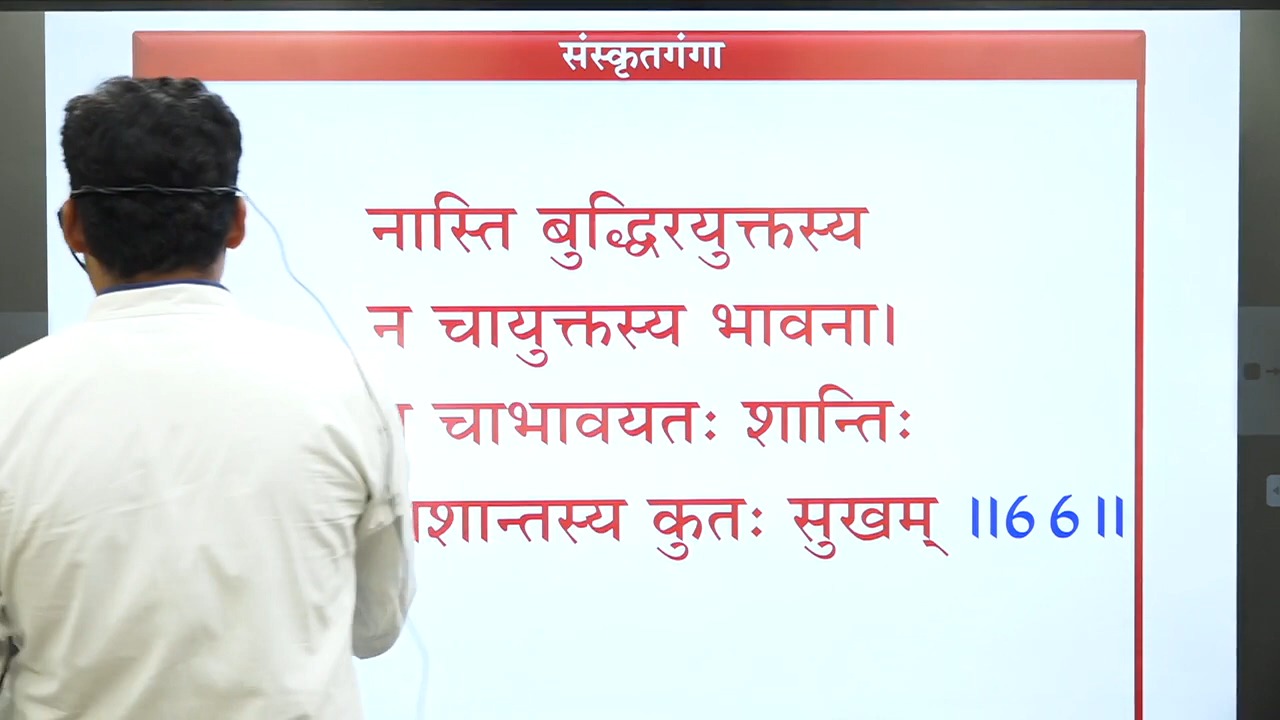 संस्कृतगंगा
नास्ति बुद्धिरयुक्तस्य
न चायुक्तस्य भावना।
चाभावयतः शान्तिः
कुतः सुखम् ॥66॥